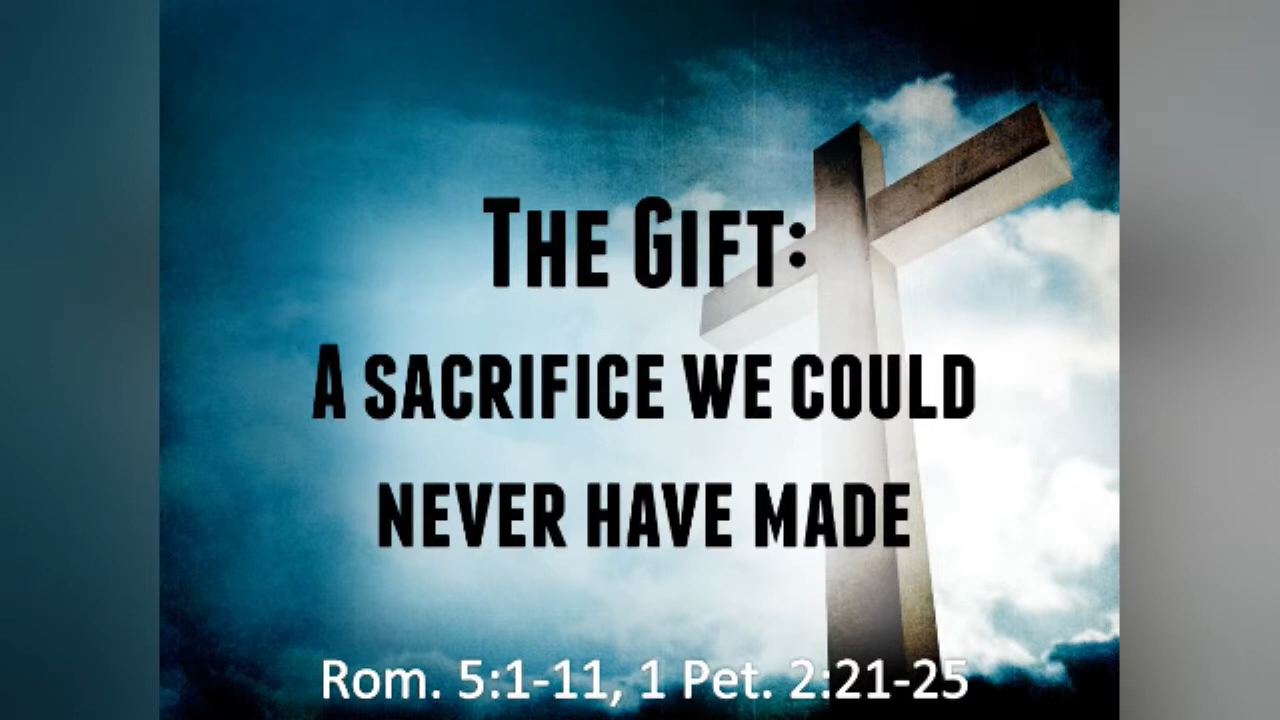 The Gift:
A sacrifice we could
never have made
Rom. 5:1-11, 1 Pet. 2:21-25